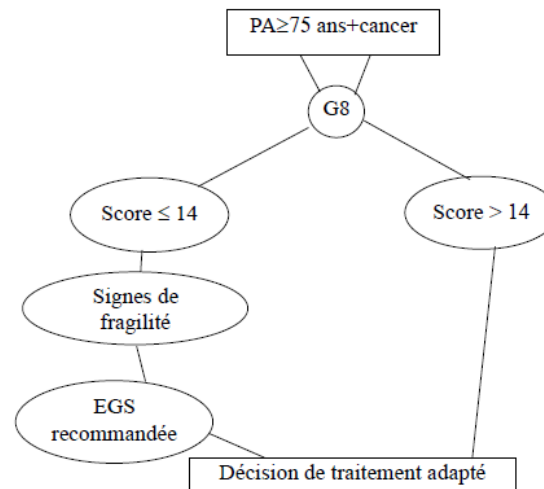 PA≥75 ans+cancer
G8
Score ≤ 14
Score > 14
Signes de
fragilité
EGS
recommandée
Décision de traitement adapté